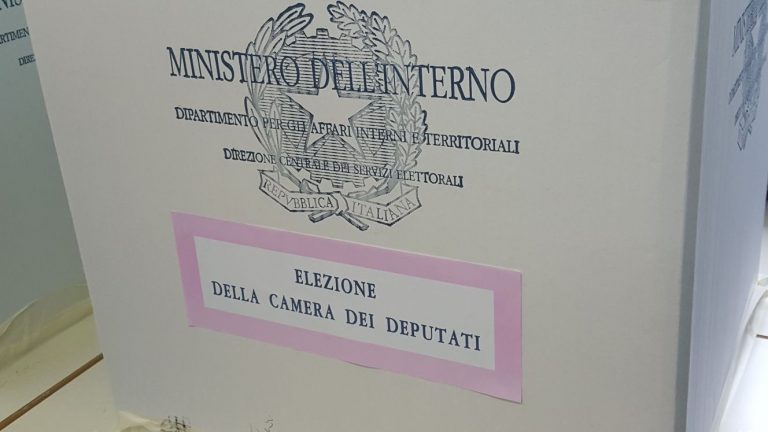 MINISTERO DELL'INTERNO
DIPARTIMENTO PER GLI AFFARI INTERNI E TERRITORIALI
DIREZIONE CENTRALE DEI SERVIZI ELETTORALI
REPVBBLICA ITALIANA
ELEZIONE
DELLA CAMERA DEI DEPUTATI